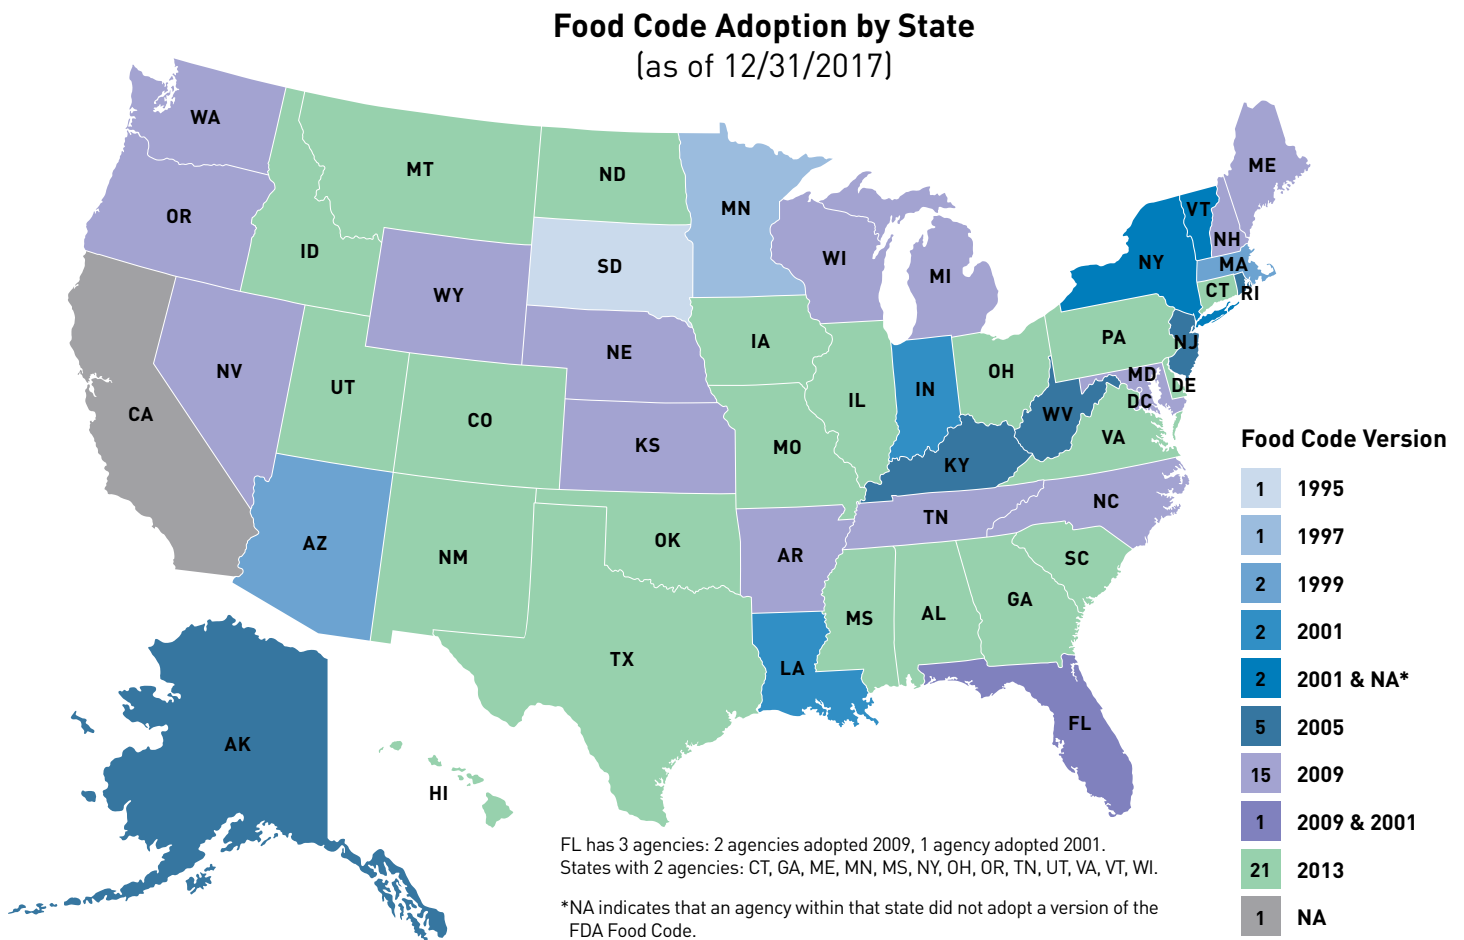 Food Code Adoption by State
(as of 12/31/2017)
WA
MT
ND
MN
OR
ID
SD
WY
WI
MI
ME
VT
NH
NY
MA
CT
RI
NV
UT
CO
NE
IA
IL
IN
OH
PA
NJ
MD
DE
DC
CA
KS
MO
KY
WV
VA
AZ
NM
OK
AR
TN
NC
SC
TX
LA
MS
AL
GA
FL
AK
HI
Food Code Version
1 1995
1 1997
2 1999
2 2001
2 2001 & NA*
5 2005
15 2009
1 2009 & 2001
21 2013
1 NA
FL has 3 agencies: 2 agencies adopted 2009, 1 agency adopted 2001.
States with 2 agencies: CT, GA, ME, MN, MS, NY, OH, OR, TN, UT, VA, VT, WI.
*NA indicates that an agency within that state did not adopt a version of the
FDA Food Code.